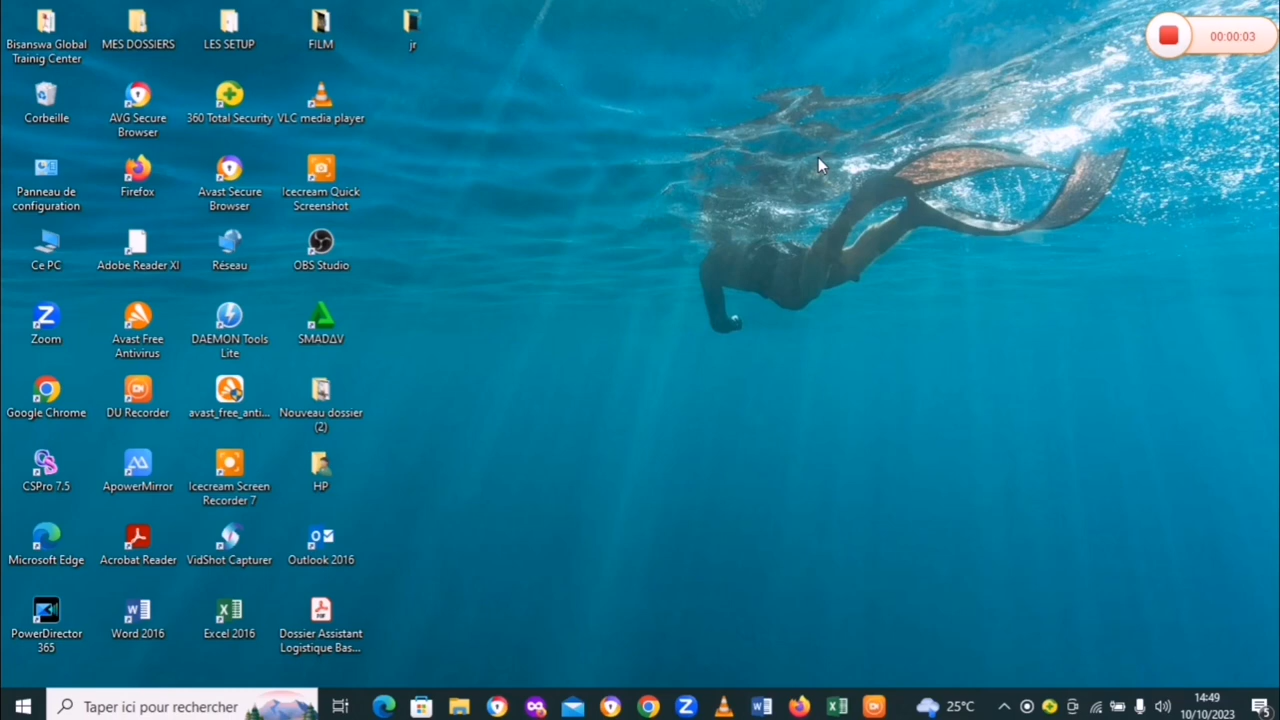 Bisanswa Global
Trainig Center
MES DOSSIERS
LES SETUP
FILM
jr
00:00:03
Corbeille
AVG Secure
Browser
360 Total Security
VLC media player
Panneau de
configuration
Firefox
Avast Secure
Browser
Icecream Quick
Screenshot
Ce PC
Adobe Reader XI
Réseau
OBS Studio
Zoom
Avast Free
Antivirus
DAEMON Tools
Lite
SMADΔV
Google Chrome
DU Recorder
avast_free_anti...
Nouveau dossier
(2)
CSPro 7.5
ApowerMirror
Icecream Screen
Recorder 7
HP
Microsoft Edge
Acrobat Reader
VidShot Capturer
Outlook 2016
PowerDirector
365
Word 2016
Excel 2016
Dossier Assistant
Logistique Bas...
Taper ici pour rechercher
25°C
14:49
10/10/2023
5